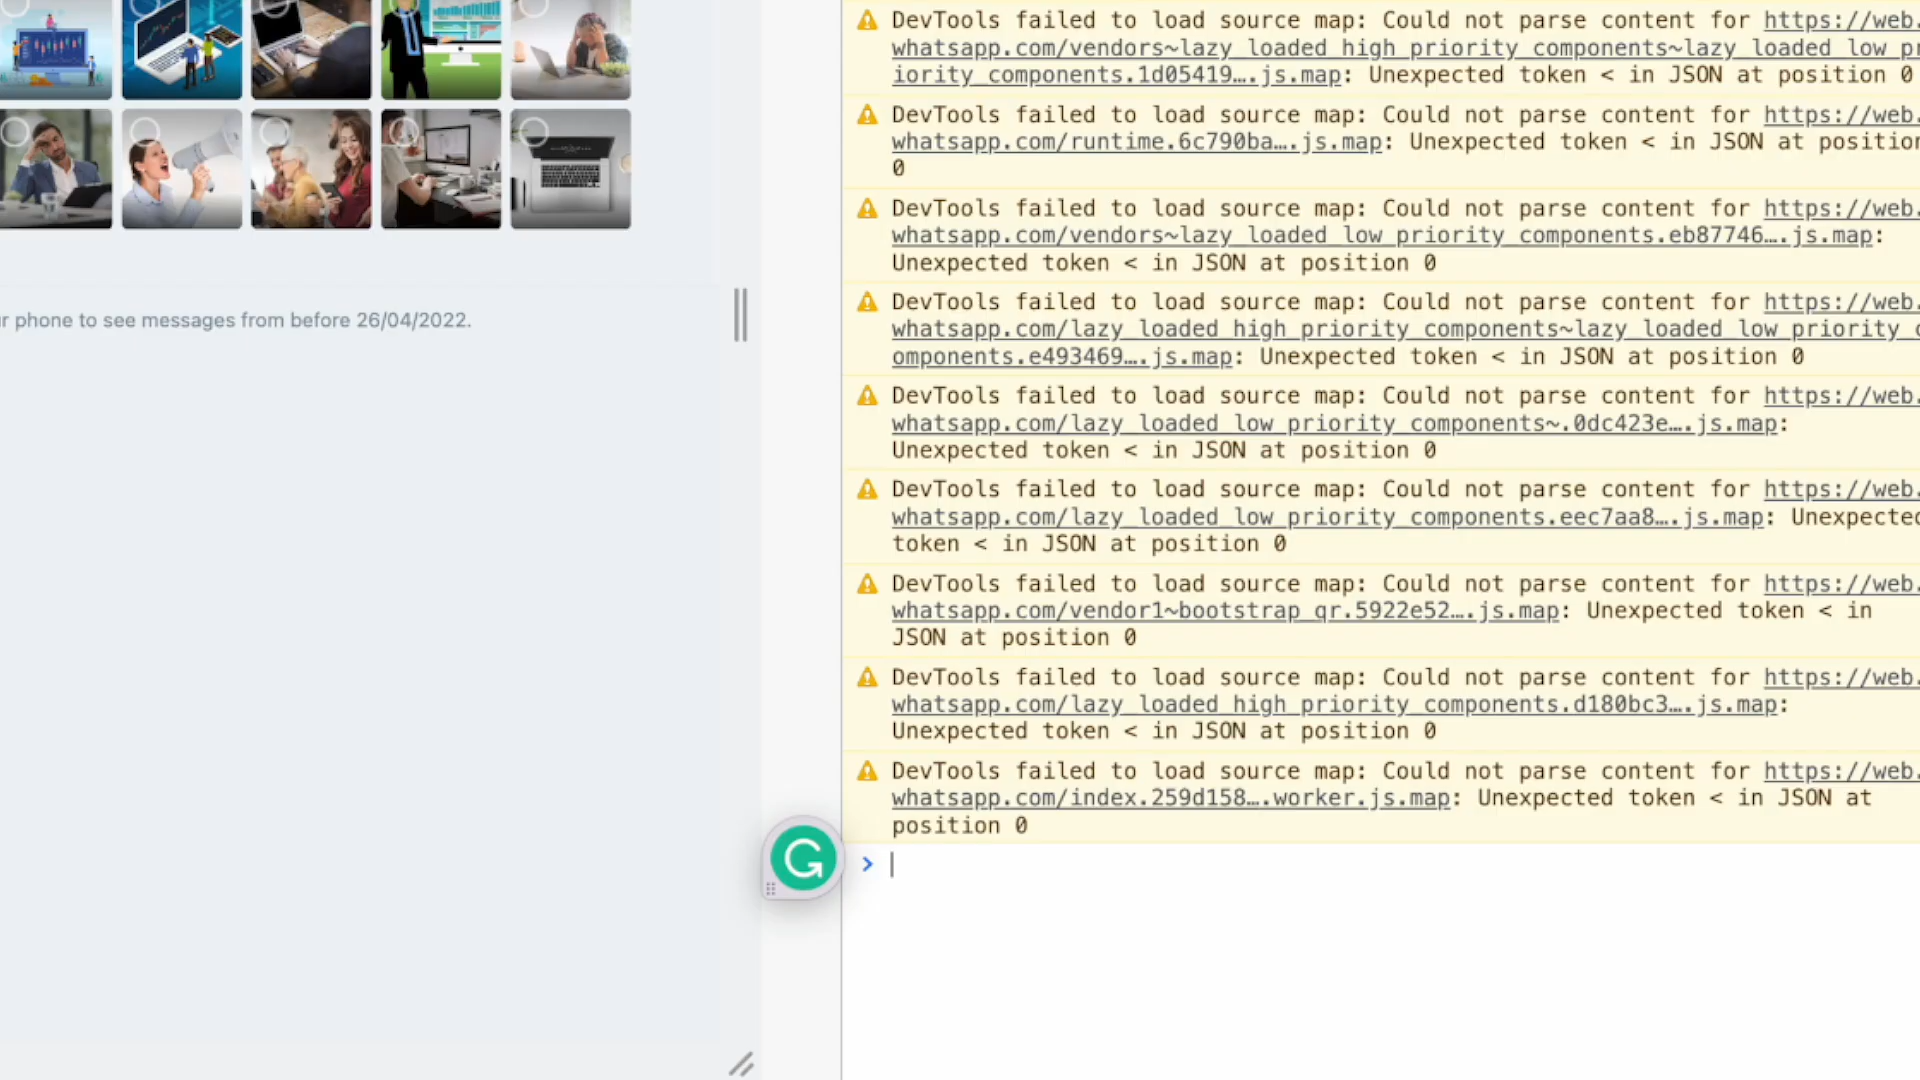 DevTools failed to load source map: Could not parse content for https://web.
whatsapp.com/vendors~lazy_loaded_high_priority_components~lazy_loaded_low_pr
iority_components.1d05419….js.map: Unexpected token < in JSON at position 0
DevTools failed to load source map: Could not parse content for https://web.
whatsapp.com/runtime.6c790ba….js.map: Unexpected token < in JSON at position
0
DevTools failed to load source map: Could not parse content for https://web.
whatsapp.com/vendors~lazy_loaded_low_priority_components.eb87746….js.map:
Unexpected token < in JSON at position 0
r phone to see messages from before 26/04/2022.
DevTools failed to load source map: Could not parse content for https://web.
whatsapp.com/lazy_loaded_high_priority_components~lazy_loaded_low_priority_c
omponents.e493469….js.map: Unexpected token < in JSON at position 0
DevTools failed to load source map: Could not parse content for https://web.
whatsapp.com/lazy_loaded_low_priority_components~.0dc423e….js.map:
Unexpected token < in JSON at position 0
DevTools failed to load source map: Could not parse content for https://web.
whatsapp.com/lazy_loaded_low_priority_components.eec7aa8….js.map: Unexpected
token < in JSON at position 0
DevTools failed to load source map: Could not parse content for https://web.
whatsapp.com/vendor1~bootstrap_qr.5922e52….js.map: Unexpected token < in
JSON at position 0
DevTools failed to load source map: Could not parse content for https://web.
whatsapp.com/lazy_loaded_high_priority_components.d180bc3….js.map:
Unexpected token < in JSON at position 0
DevTools failed to load source map: Could not parse content for https://web.
whatsapp.com/index.259d158….worker.js.map: Unexpected token < in JSON at
position 0